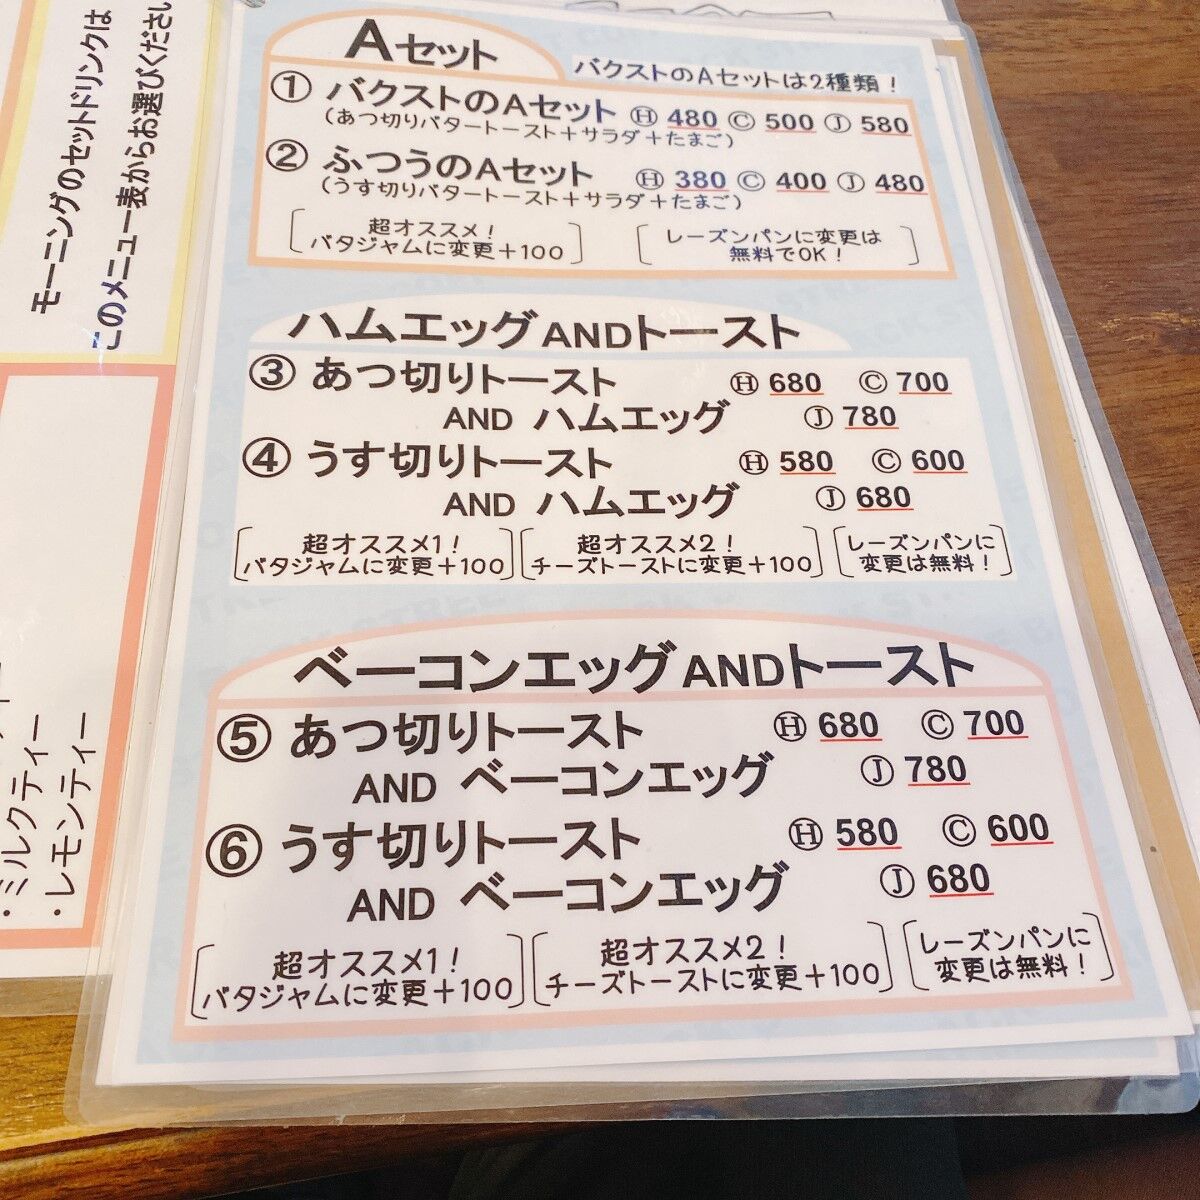 モーニングのセットドリンクは
このメニュー表からお選びください
・ミルクティー
・レモンティー
Aセット
バクストのAセットは2種類！
① バクストのAセット Ⓗ 480 Ⓒ 500 Ⓙ 580
(あつ切りバタートースト＋サラダ＋たまご)
② ふつうのAセット Ⓗ 380 Ⓒ 400 Ⓙ 480
(うす切りバタートースト＋サラダ＋たまご)
超オススメ！
バタジャムに変更＋100
レーズンパンに変更は
無料でOK！
ハムエッグANDトースト
③ あつ切りトースト Ⓗ 680 Ⓒ 700
AND ハムエッグ Ⓙ 780
④ うす切りトースト Ⓗ 580 Ⓒ 600
AND ハムエッグ Ⓙ 680
超オススメ1！
バタジャムに変更＋100
超オススメ2！
チーズトーストに変更＋100
レーズンパンに
変更は無料！
ベーコンエッグANDトースト
⑤ あつ切りトースト Ⓗ 680 Ⓒ 700
AND ベーコンエッグ Ⓙ 780
⑥ うす切りトースト Ⓗ 580 Ⓒ 600
AND ベーコンエッグ Ⓙ 680
超オススメ1！
バタジャムに変更＋100
超オススメ2！
チーズトーストに変更＋100
レーズンパンに
変更は無料！